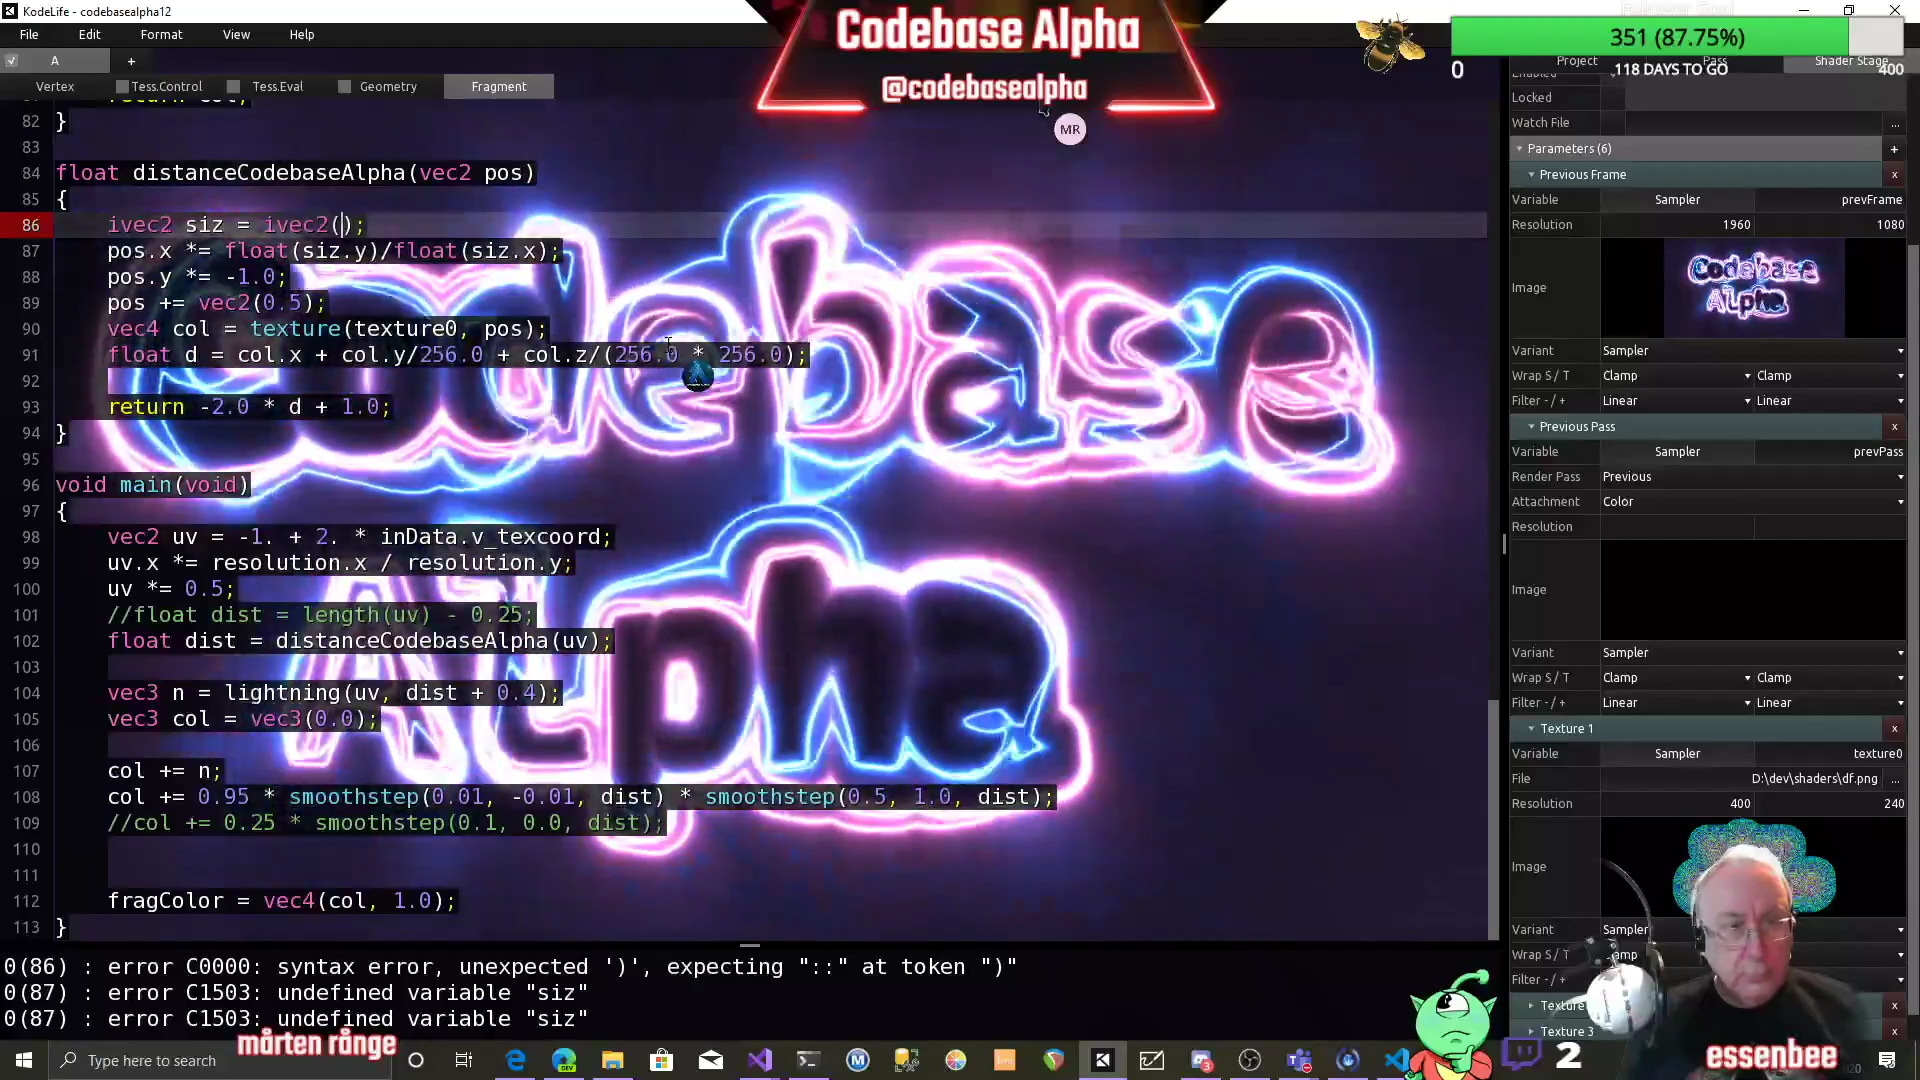 KodeLife - codebasealpha12
File Edit Format View Help
A +
Vertex Tess.Control Tess.Eval Geometry Fragment
Codebase Alpha
@codebasealpha
MR
351 (87.75%)
0 118 DAYS TO GO 400
Project Pass Shader Stage
82 }
83
84 float distanceCodebaseAlpha(vec2 pos)
85 {
86 ivec2 siz = ivec2();
87 pos.x *= float(siz.y)/float(siz.x);
88 pos.y *= -1.0;
89 pos += vec2(0.5);
90 vec4 col = texture(texture0, pos);
91 float d = col.x + col.y/256.0 + col.z/(256.0 * 256.0);
92
93 return -2.0 * d + 1.0;
94 }
95
96 void main(void)
97 {
98 vec2 uv = -1. + 2. * inData.v_texcoord;
99 uv.x *= resolution.x / resolution.y;
100 uv *= 0.5;
101 //float dist = length(uv) - 0.25;
102 float dist = distanceCodebaseAlpha(uv);
103
104 vec3 n = lightning(uv, dist + 0.4);
105 vec3 col = vec3(0.0);
106
107 col += n;
108 col += 0.95 * smoothstep(0.01, -0.01, dist) * smoothstep(0.5, 1.0, dist);
109 //col += 0.25 * smoothstep(0.1, 0.0, dist);
110
111
112 fragColor = vec4(col, 1.0);
113 }
Codebase
Alpha
0(86) : error C0000: syntax error, unexpected ')', expecting "::" at token ")"
0(87) : error C1503: undefined variable "siz"
0(87) : error C1503: undefined variable "siz"
Locked
Watch File ...
Parameters (6) +
Previous Frame x
Variable Sampler prevFrame
Resolution 1960 1080
Image
Codebase
Alpha
Variant Sampler
Wrap S / T Clamp Clamp
Filter - / + Linear Linear
Previous Pass x
Variable Sampler prevPass
Render Pass Previous
Attachment Color
Resolution
Image
Variant Sampler
Wrap S / T Clamp Clamp
Filter - / + Linear Linear
Texture 1 x
Variable Sampler texture0
File D:\dev\shaders\df.png ...
Resolution 400 240
Image
Variant Sampler
Wrap S / T
Filter - / +
Texture 3 x
mårten rånge
Type here to search
2
essenbee